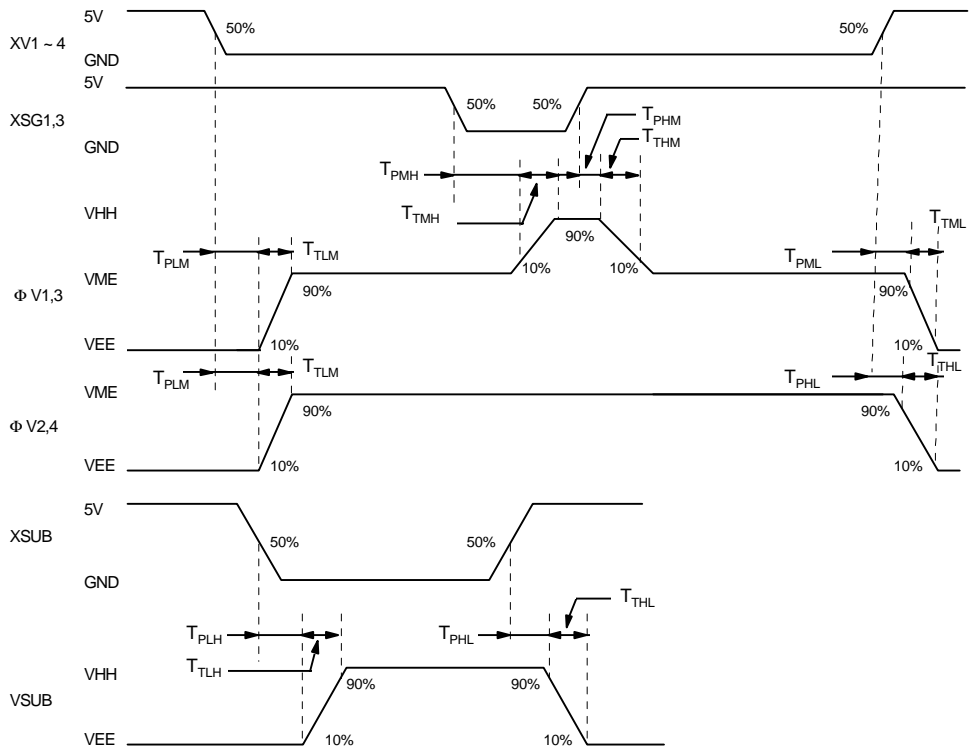 5V
50%
50%
XV1 ~ 4
GND
5V
50%
50%
T_PHM
XSG1,3
T_THM
GND
T_PMH
T_TMH
VHH
90%
T_TML
T_PLM
T_TLM
10%
10%
T_PML
VME
90%
90%
Φ V1,3
VEE
10%
10%
T_PLM
T_TLM
T_PHL
T_THL
VME
90%
90%
Φ V2,4
VEE
10%
10%
5V
XSUB
50%
50%
GND
T_THL
T_PLH
T_PHL
T_TLH
VHH
90%
90%
VSUB
VEE
10%
10%